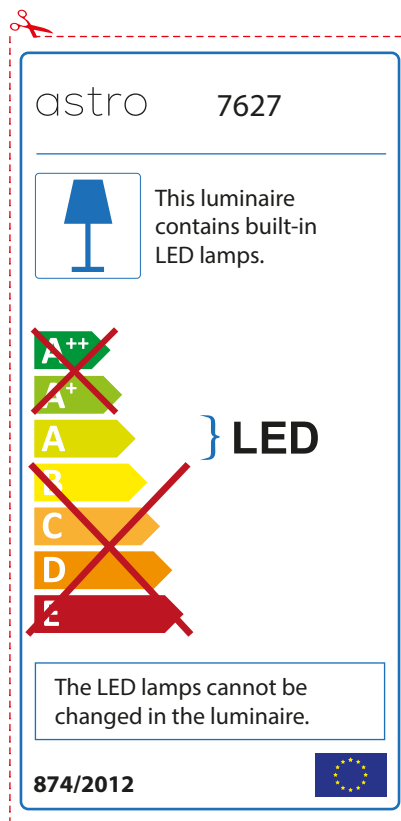 astro 7627
This luminaire
contains built-in
LED lamps.
A++
A+
A
} LED
B
C
D
E
The LED lamps cannot be
changed in the luminaire.
874/2012